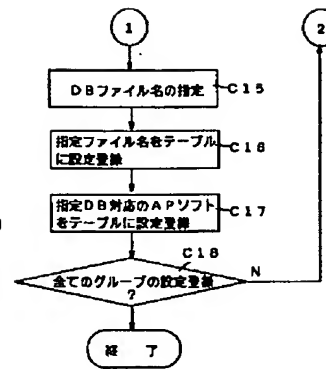 1
2
DBファイル名の指定
C15
指定ファイル名をテーブル
に設定登録
C16
指定DB対応のAPソフト
をテーブルに設定登録
C17
C18
全てのグループの設定登録
?
N
終 了